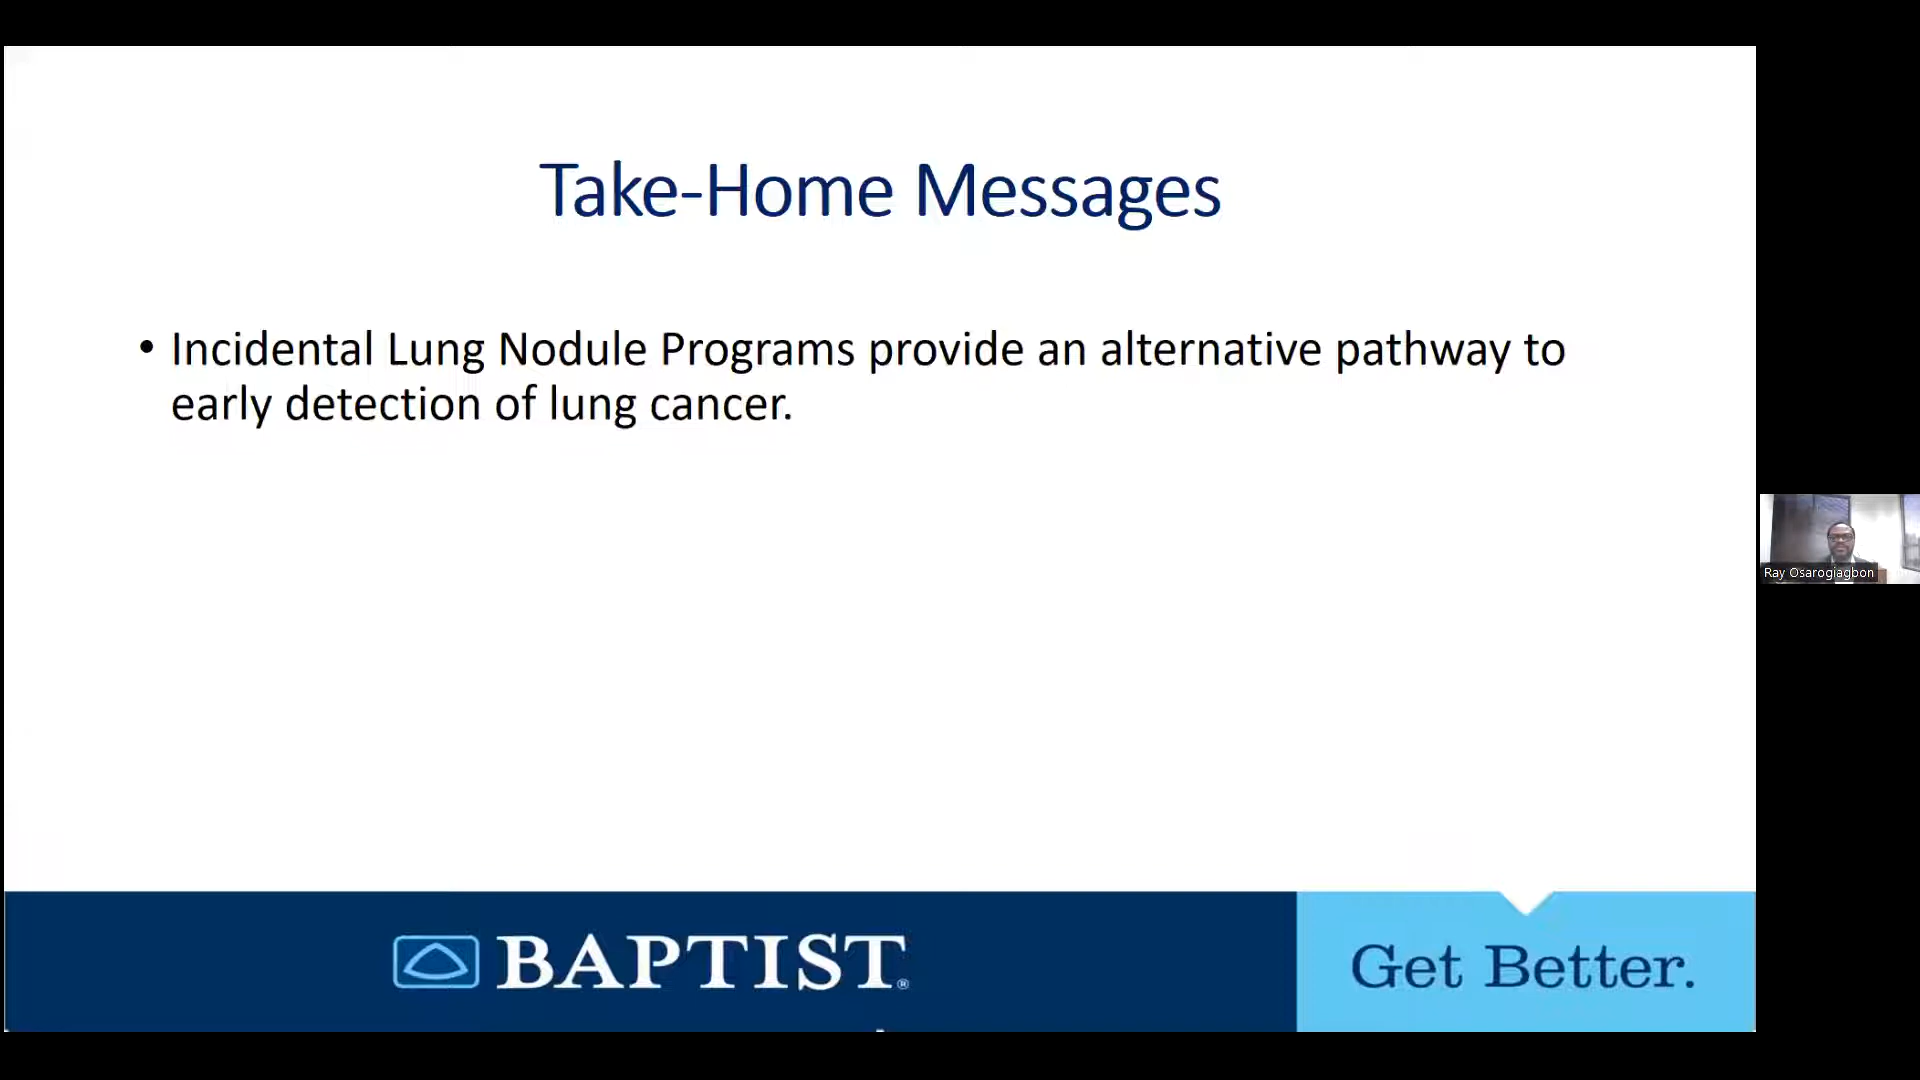 Take-Home Messages
• Incidental Lung Nodule Programs provide an alternative pathway to
early detection of lung cancer.
Ray Osarogiagbon
BAPTIST®
Get Better.